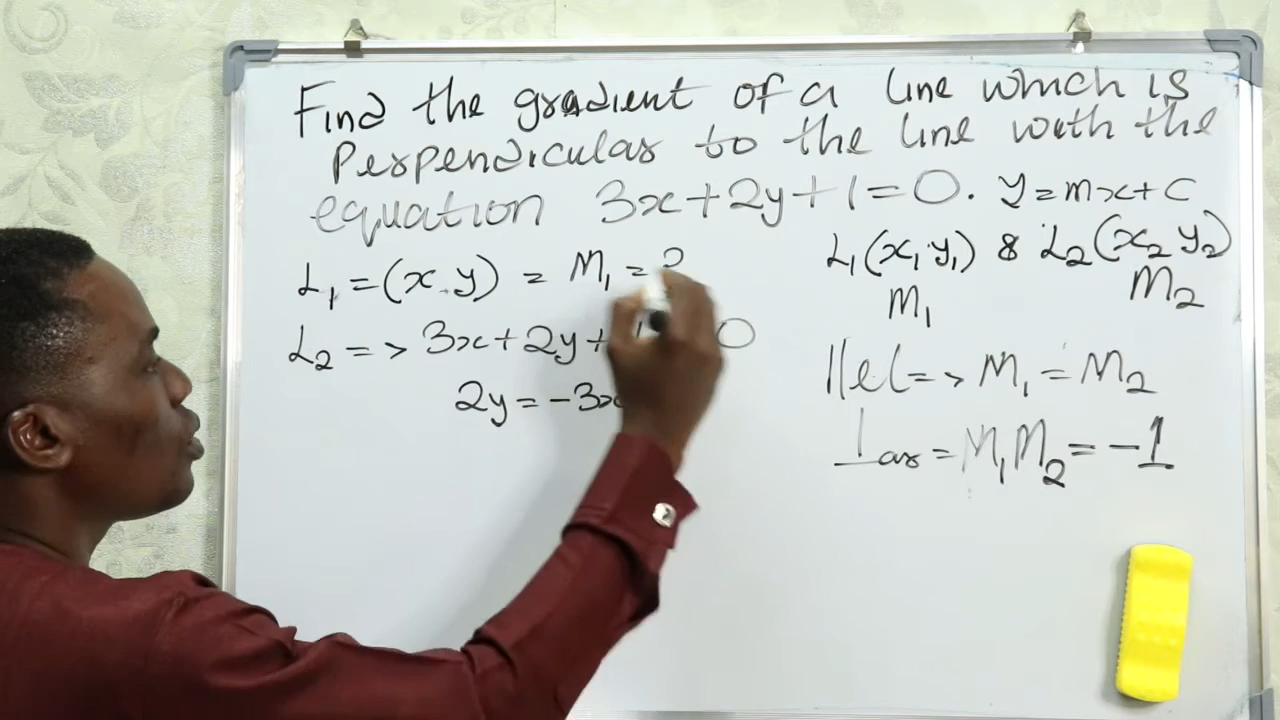 Find the gradient of a line which is
Perpendicular to the line with the
equation 3x+2y+1=0. y=mx+c
L₁(x₁ y₁) & L₂(x₂ y₂)
M₁ M₂
L₁=(x y) = M₁=?
L₂=> 3x+2y+1 0
2y=-3x
||el=> M₁=M₂
⊥ar=M₁M₂=-1